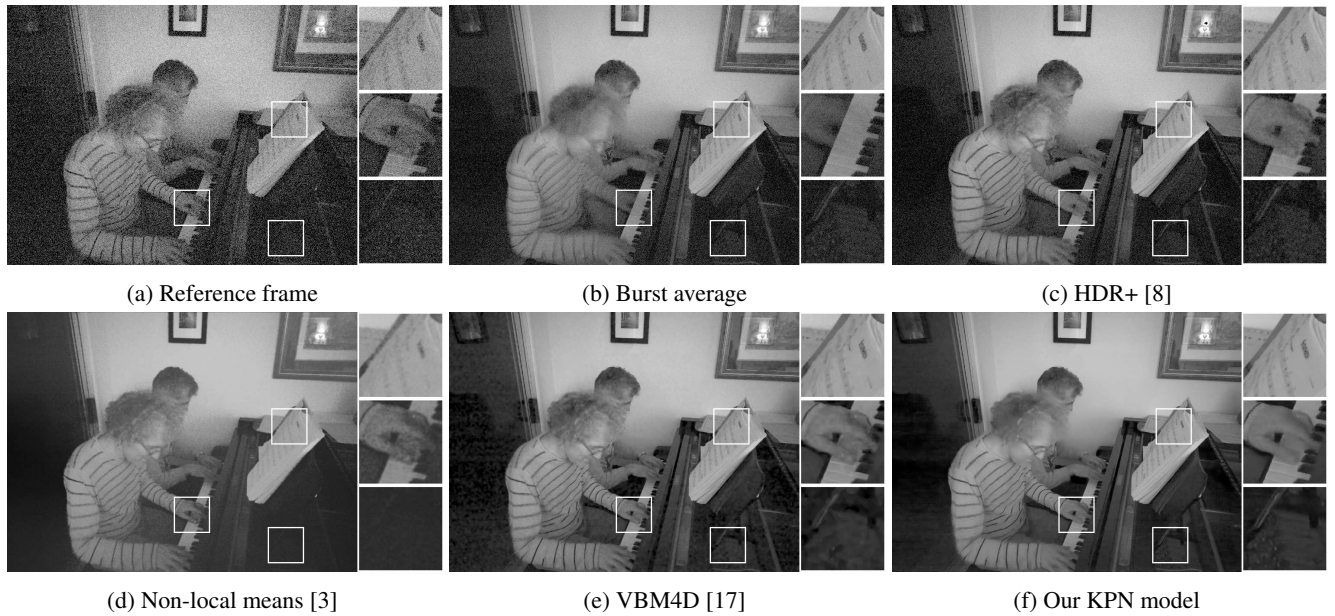 (a) Reference frame
(b) Burst average
(c) HDR+ [8]
(d) Non-local means [3]
(e) VBM4D [17]
(f) Our KPN model